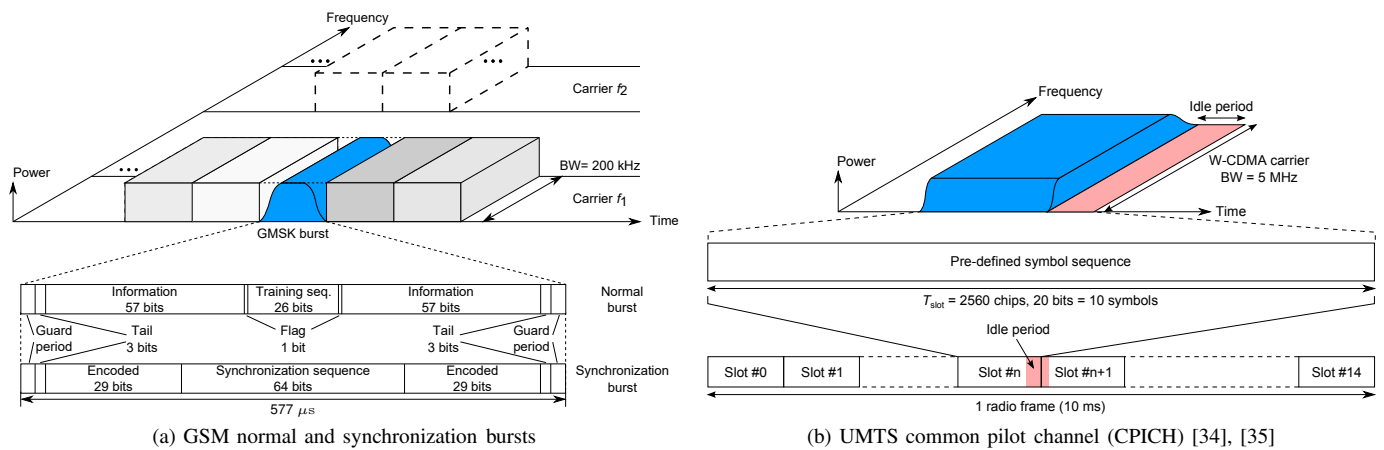 Frequency
•••
•••
Carrier f2
•••
Power
BW= 200 kHz
Carrier f1
Time
GMSK burst
Information
57 bits
Training seq.
26 bits
Information
57 bits
Normal
burst
Guard
period
Tail
3 bits
Flag
1 bit
Tail
3 bits
Guard
period
Encoded
29 bits
Synchronization sequence
64 bits
Encoded
29 bits
Synchronization
burst
577 μs
(a) GSM normal and synchronization bursts
Frequency
Idle period
Power
W-CDMA carrier
BW = 5 MHz
Time
Pre-defined symbol sequence
Tslot = 2560 chips, 20 bits = 10 symbols
Idle period
Slot #0
Slot #1
Slot #n
Slot #n+1
Slot #14
1 radio frame (10 ms)
(b) UMTS common pilot channel (CPICH) [34], [35]